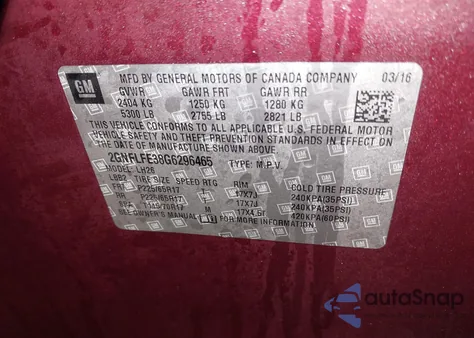 GM
MFD BY GENERAL MOTORS OF CANADA COMPANY 03/16
GVWR GAWR FRT GAWR RR
2404 KG 1250 KG 1280 KG
5300 LB 2755 LB 2821 LB
THIS VEHICLE CONFORMS TO ALL APPLICABLE U.S. FEDERAL MOTOR
VEHICLE SAFETY AND THEFT PREVENTION STANDARDS IN EFFECT ON
THE DATE OF MANUFACTURE SHOWN ABOVE.
2GNFLFE38G6296465 TYPE: M.P.V.
MODEL: LH26
TIRE SIZE SPEED RTG RIM COLD TIRE PRESSURE
FRT P225/65R17 T 17X7J 240KPA(35PSI)
RR P225/65R17 T 17X7J 240KPA(35PSI)
SPA M 17X4.5T 420KPA(60PSI)
SEE OWNER'S MANUAL FOR MORE INFORMATION.
autoSnap